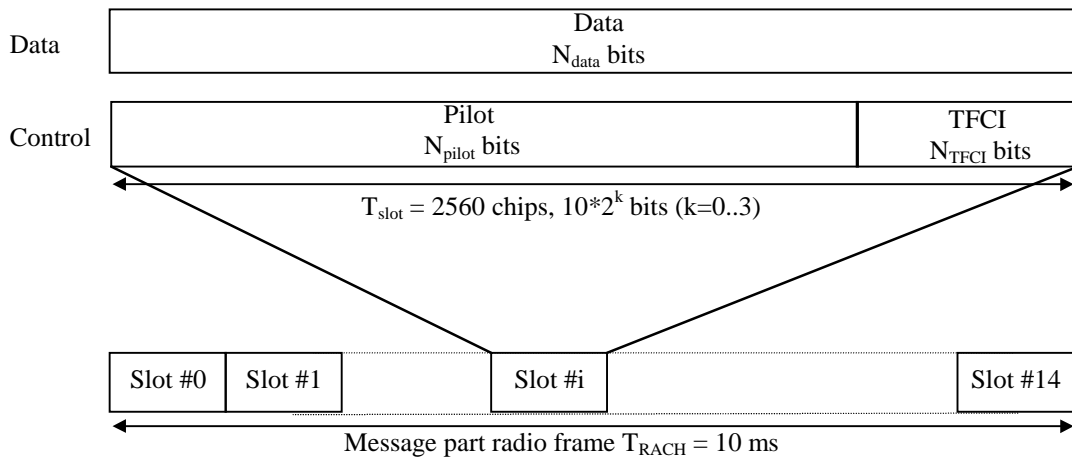 Data
Data
N_data bits
Control
Pilot
N_pilot bits
TFCI
N_TFCI bits
T_slot = 2560 chips, 10*2^k bits (k=0..3)
Slot #0
Slot #1
Slot #i
Slot #14
Message part radio frame T_RACH = 10 ms